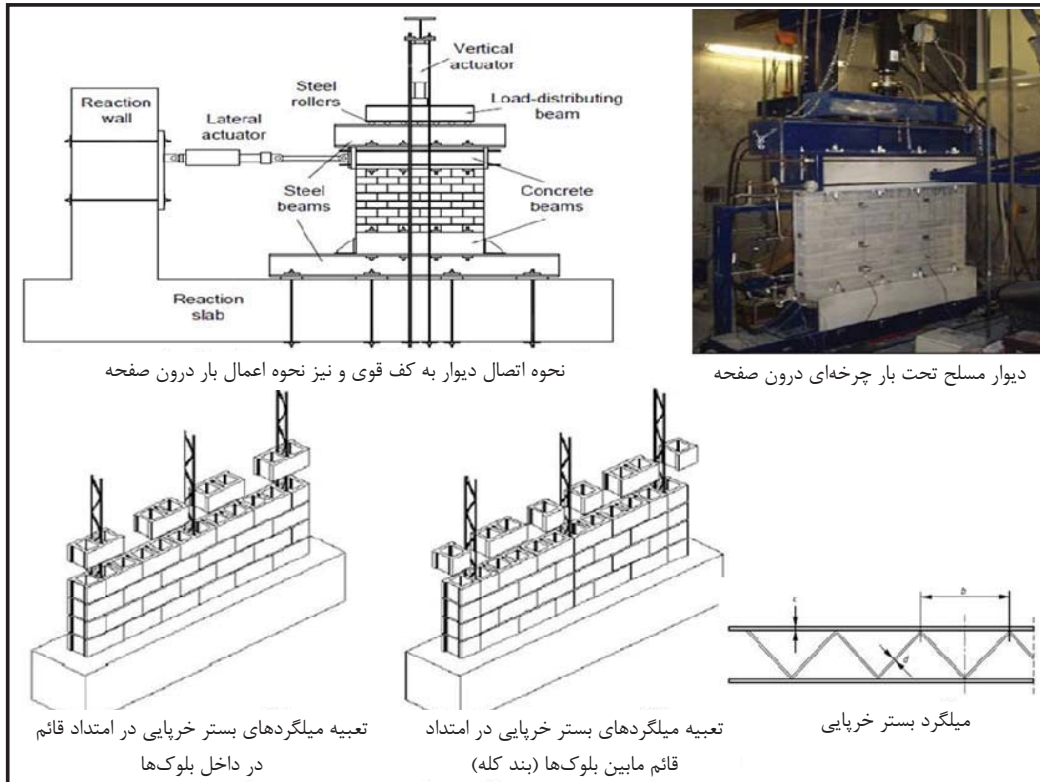 Vertical
actuator
Steel
rollers
Load-distributing
beam
Reaction
wall
Lateral
actuator
Steel
beams
Concrete
beams
Reaction
slab
نحوه اتصال دیوار به کف قوی و نیز نحوه اعمال بار درون صفحه
دیوار مسلح تحت بار چرخه‌ای درون صفحه
c
b
d
تعبیه میلگردهای بستر خرپایی در امتداد قائم
در داخل بلوک‌ها
تعبیه میلگردهای بستر خرپایی در امتداد
قائم مابین بلوک‌ها (بند کله)
میلگرد بستر خرپایی